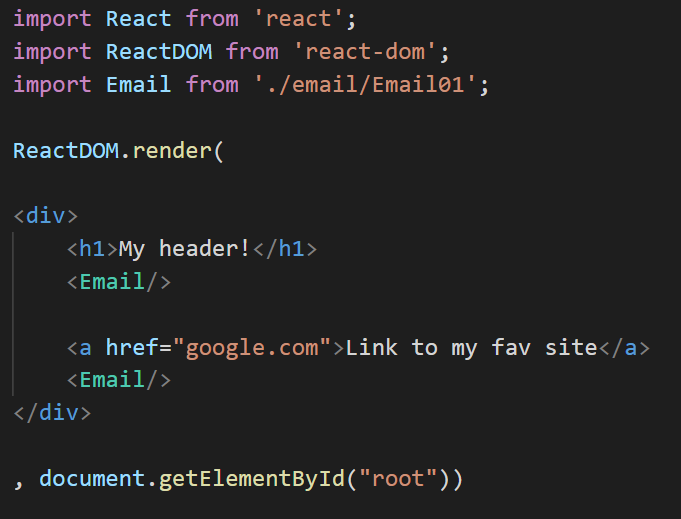 import React from 'react';
import ReactDOM from 'react-dom';
import Email from './email/Email01';
ReactDOM.render(
<div>
<h1>My header!</h1>
<Email/>
<a href="google.com">Link to my fav site</a>
<Email/>
</div>
, document.getElementById("root"))